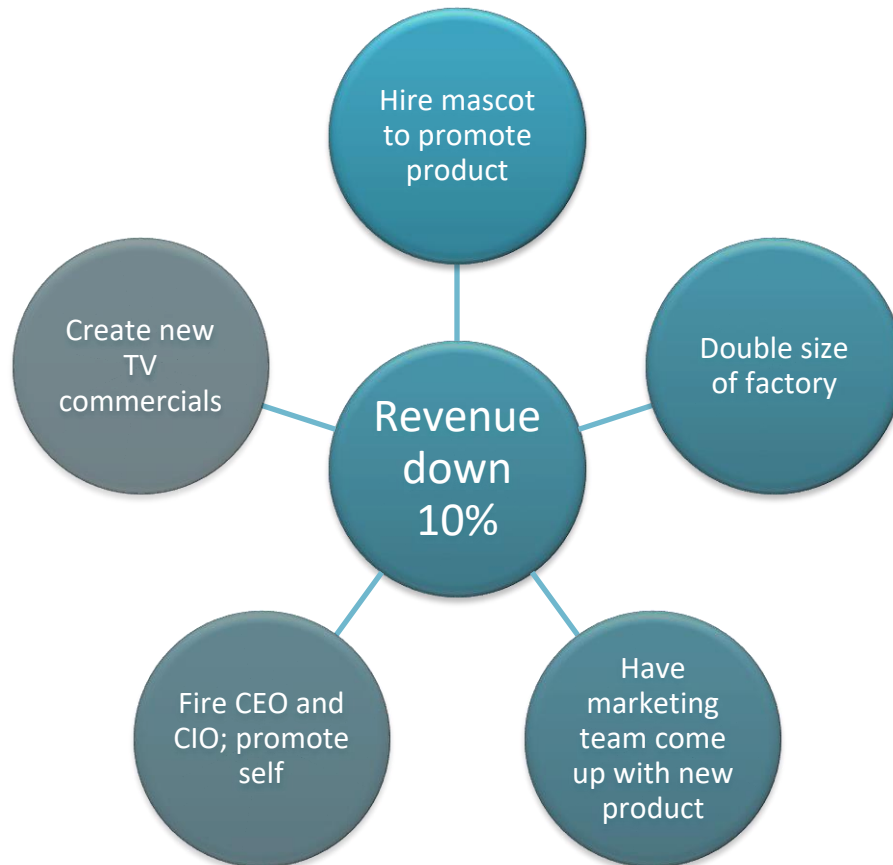 Hire mascot
to promote
product
Double size
of factory
Have
marketing
team come
up with new
product
Fire CEO and
CIO; promote
self
Create new
TV
commercials
Revenue
down
10%